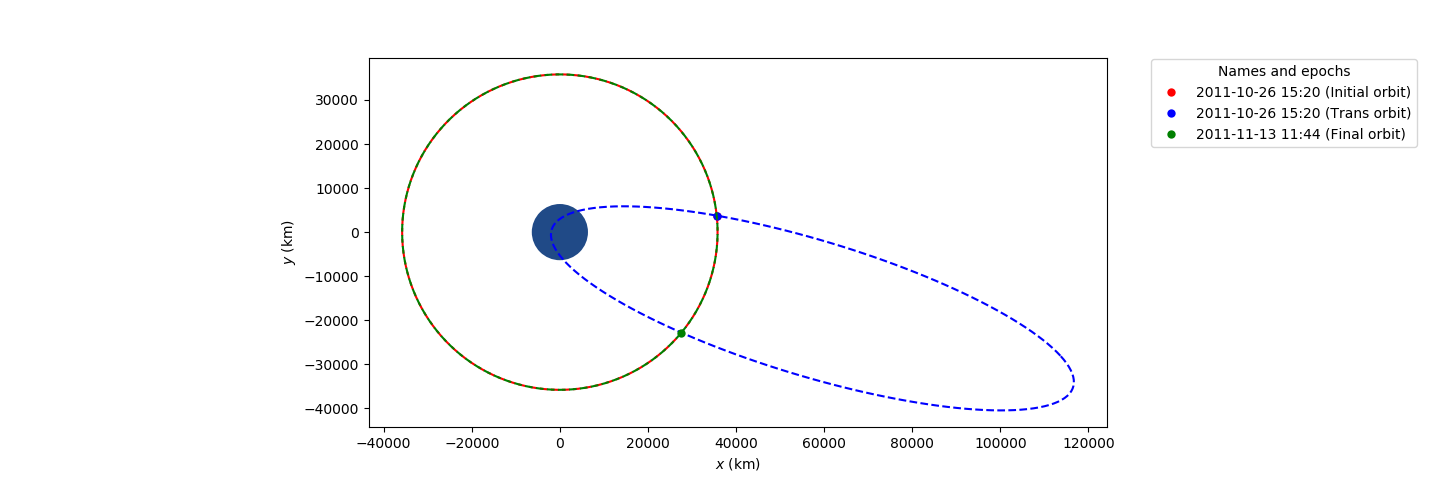 Names and epochs
2011-10-26 15:20 (Initial orbit)
2011-10-26 15:20 (Trans orbit)
2011-11-13 11:44 (Final orbit)
30000
20000
10000
0
−10000
−20000
−30000
−40000
y (km)
−40000 −20000 0 20000 40000 60000 80000 100000 120000
x (km)